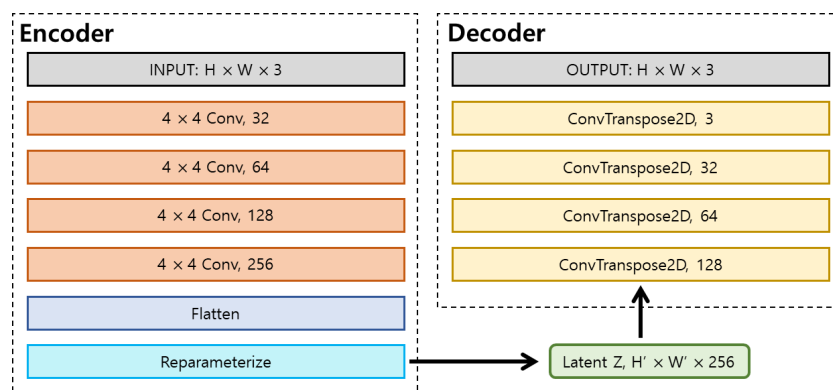 Encoder
INPUT: H × W × 3
4 × 4 Conv, 32
4 × 4 Conv, 64
4 × 4 Conv, 128
4 × 4 Conv, 256
Flatten
Reparameterize
Decoder
OUTPUT: H × W × 3
ConvTranspose2D, 3
ConvTranspose2D, 32
ConvTranspose2D, 64
ConvTranspose2D, 128
Latent Z, H′ × W′ × 256